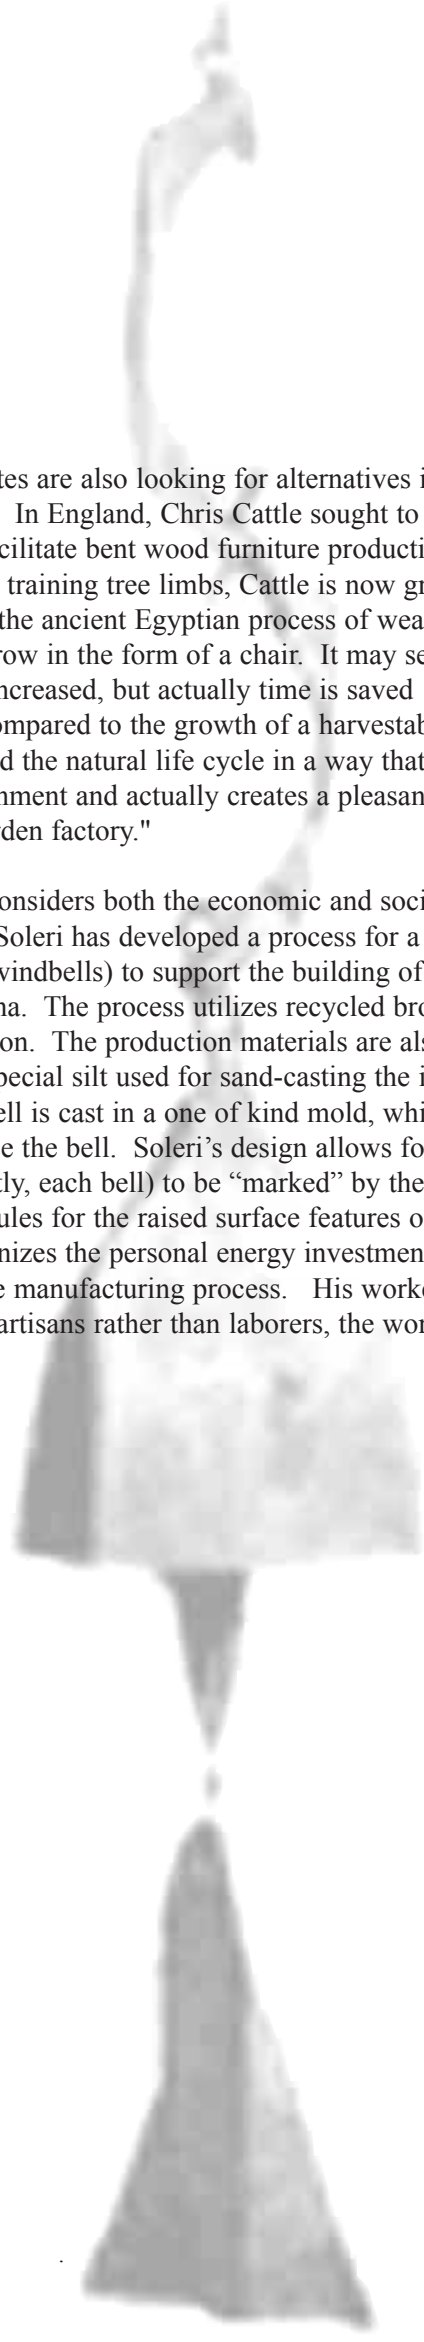 tes are also looking for alternatives i
In England, Chris Cattle sought to
cilitate bent wood furniture producti
training tree limbs, Cattle is now gr
the ancient Egyptian process of wea
row in the form of a chair.  It may se
ncreased, but actually time is saved
ompared to the growth of a harvestab
d the natural life cycle in a way that
nment and actually creates a pleasan
den factory."

onsiders both the economic and soci
Soleri has developed a process for a
windbells) to support the building of
na.  The process utilizes recycled bro
on.  The production materials are als
pecial silt used for sand-casting the i
ell is cast in a one of kind mold, whi
e the bell.  Soleri’s design allows fo
tly, each bell) to be “marked” by the
ules for the raised surface features o
nizes the personal energy investmen
e manufacturing process.   His worke
artisans rather than laborers, the wor